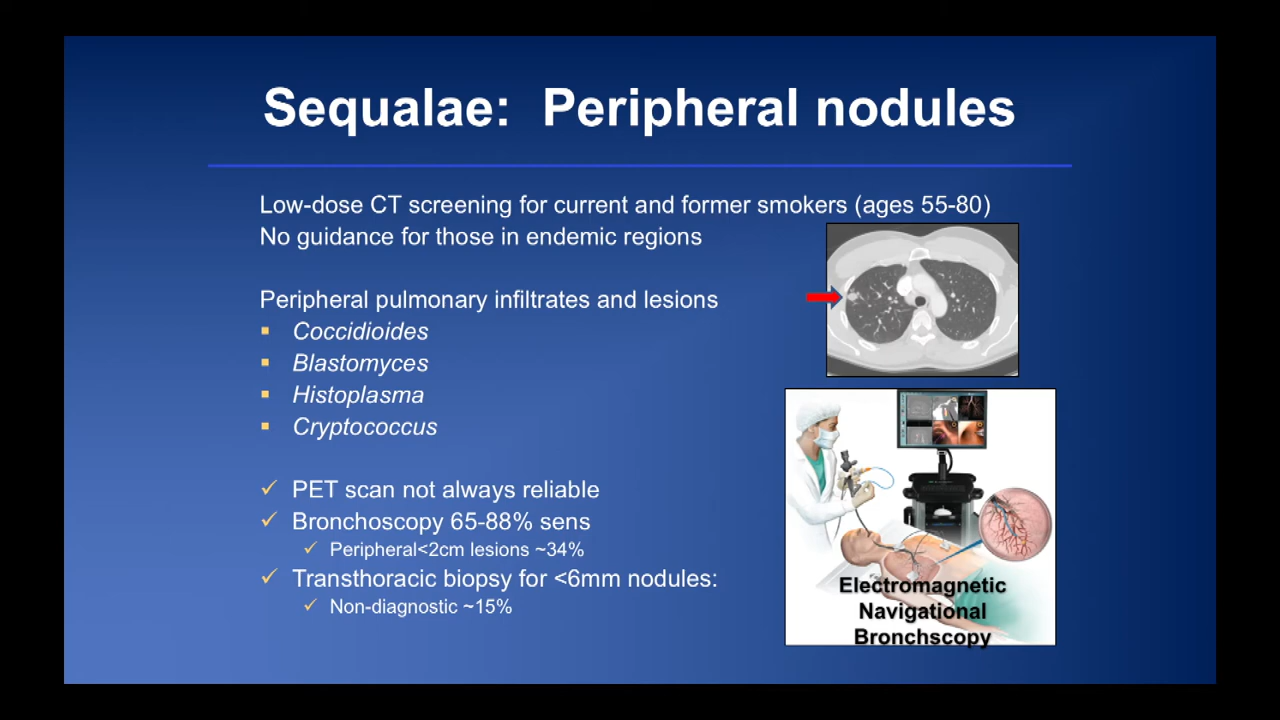 Sequalae: Peripheral nodules
Low-dose CT screening for current and former smokers (ages 55-80)
No guidance for those in endemic regions
Peripheral pulmonary infiltrates and lesions
Coccidioides
Blastomyces
Histoplasma
Cryptococcus
PET scan not always reliable
Bronchoscopy 65-88% sens
Peripheral<2cm lesions ~34%
Transthoracic biopsy for <6mm nodules:
Non-diagnostic ~15%
Electromagnetic
Navigational
Bronchscopy